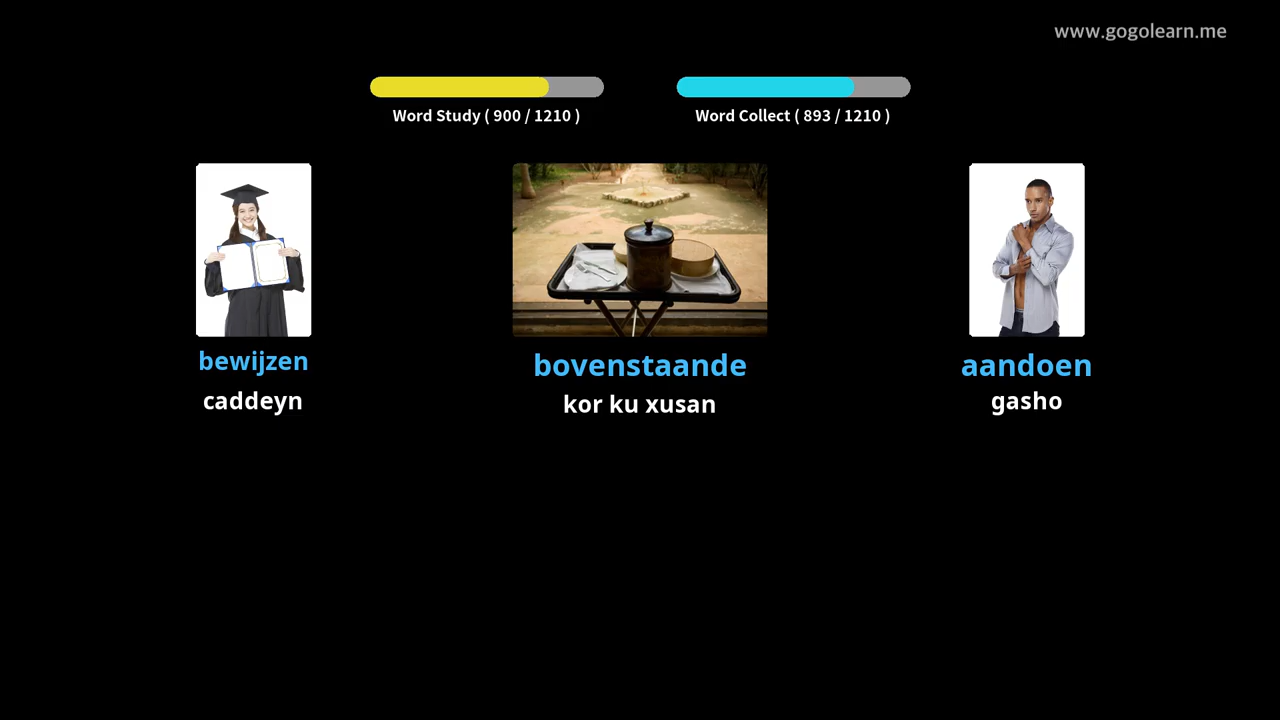 www.gogolearn.me
Word Study ( 900 / 1210 )
Word Collect ( 893 / 1210 )
bewijzen
caddeyn
bovenstaande
kor ku xusan
aandoen
gasho